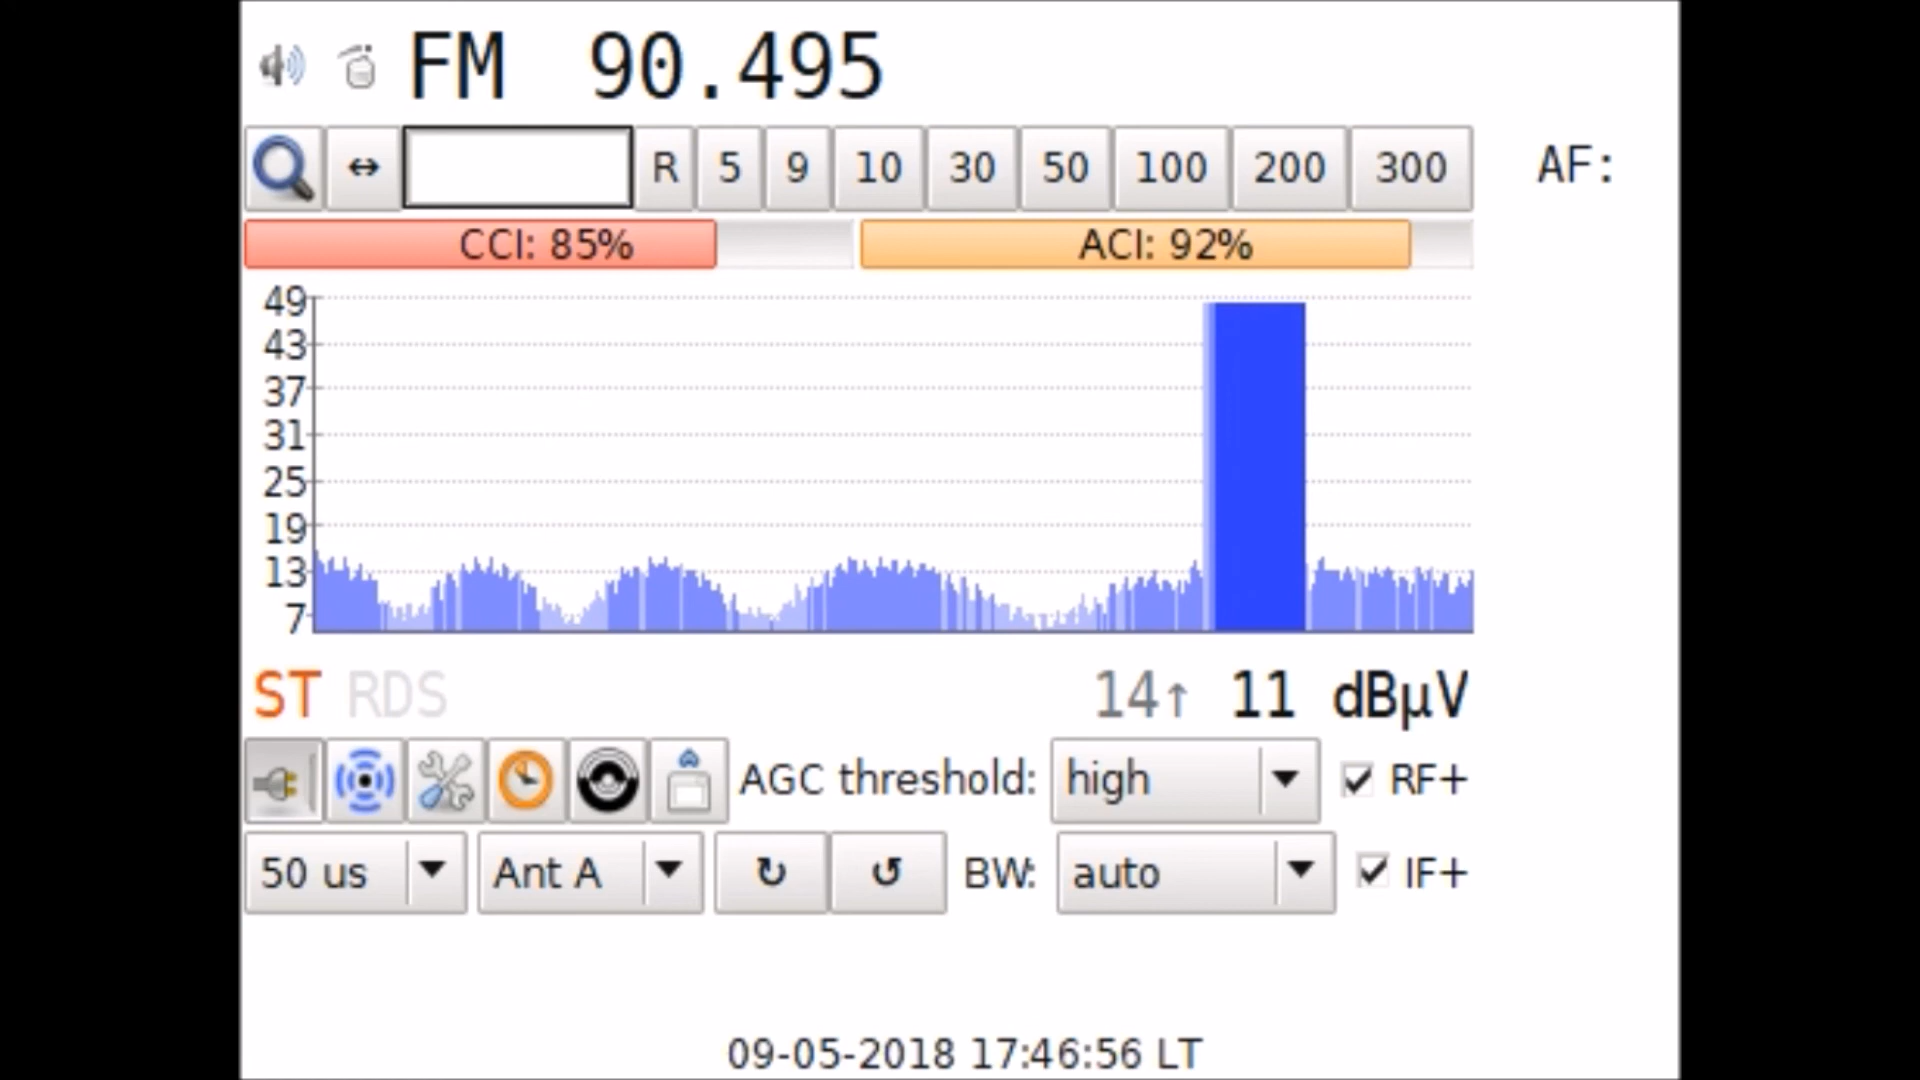 FM 90.495
↔ R 5 9 10 30 50 100 200 300 AF:
CCI: 85% ACI: 92%
49
43
37
31
25
19
13
7
ST RDS 14↑ 11 dBµV
AGC threshold: high RF+
50 us Ant A ↻ ↺ BW: auto IF+
09-05-2018 17:46:56 LT